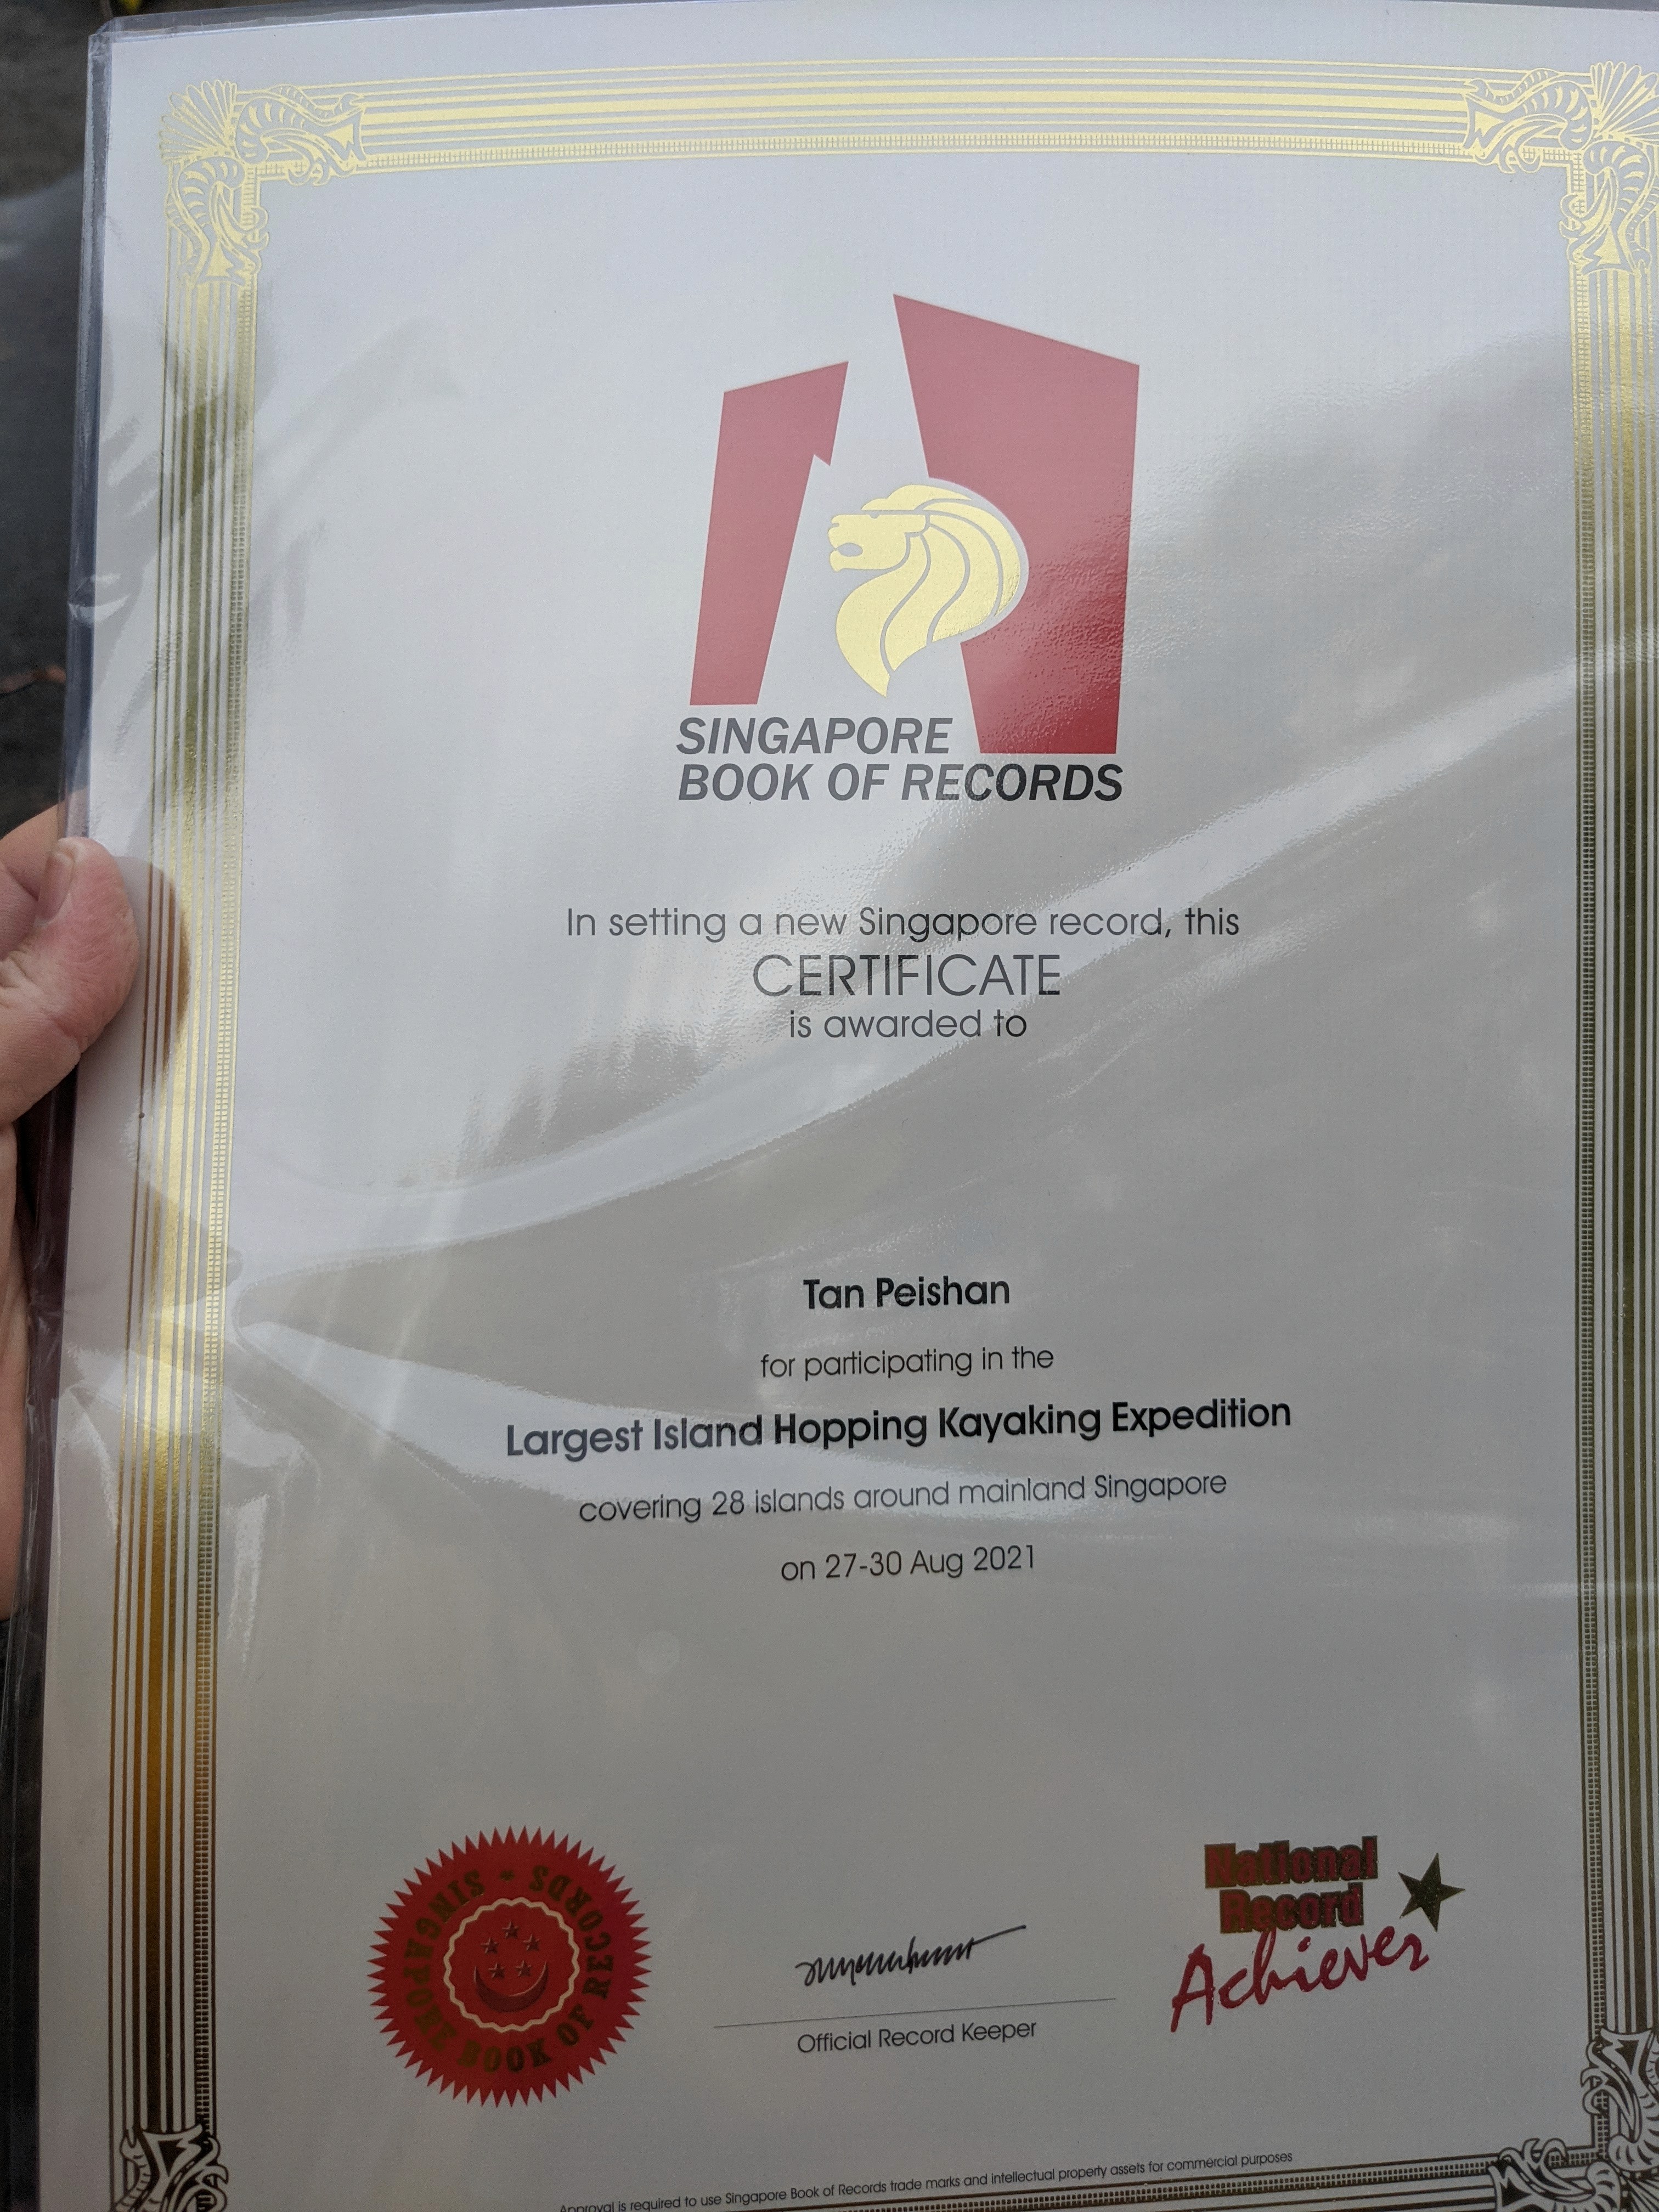 SINGAPORE
BOOK OF RECORDS
In setting a new Singapore record, this
CERTIFICATE
is awarded to
Tan Peishan
for participating in the
Largest Island Hopping Kayaking Expedition
covering 28 islands around mainland Singapore
on 27-30 Aug 2021
SINGAPORE BOOK OF RECORDS
National
Record
Achiever
Official Record Keeper
Approval is required to use Singapore Book of Records trade marks and intellectual property assets for commercial purposes